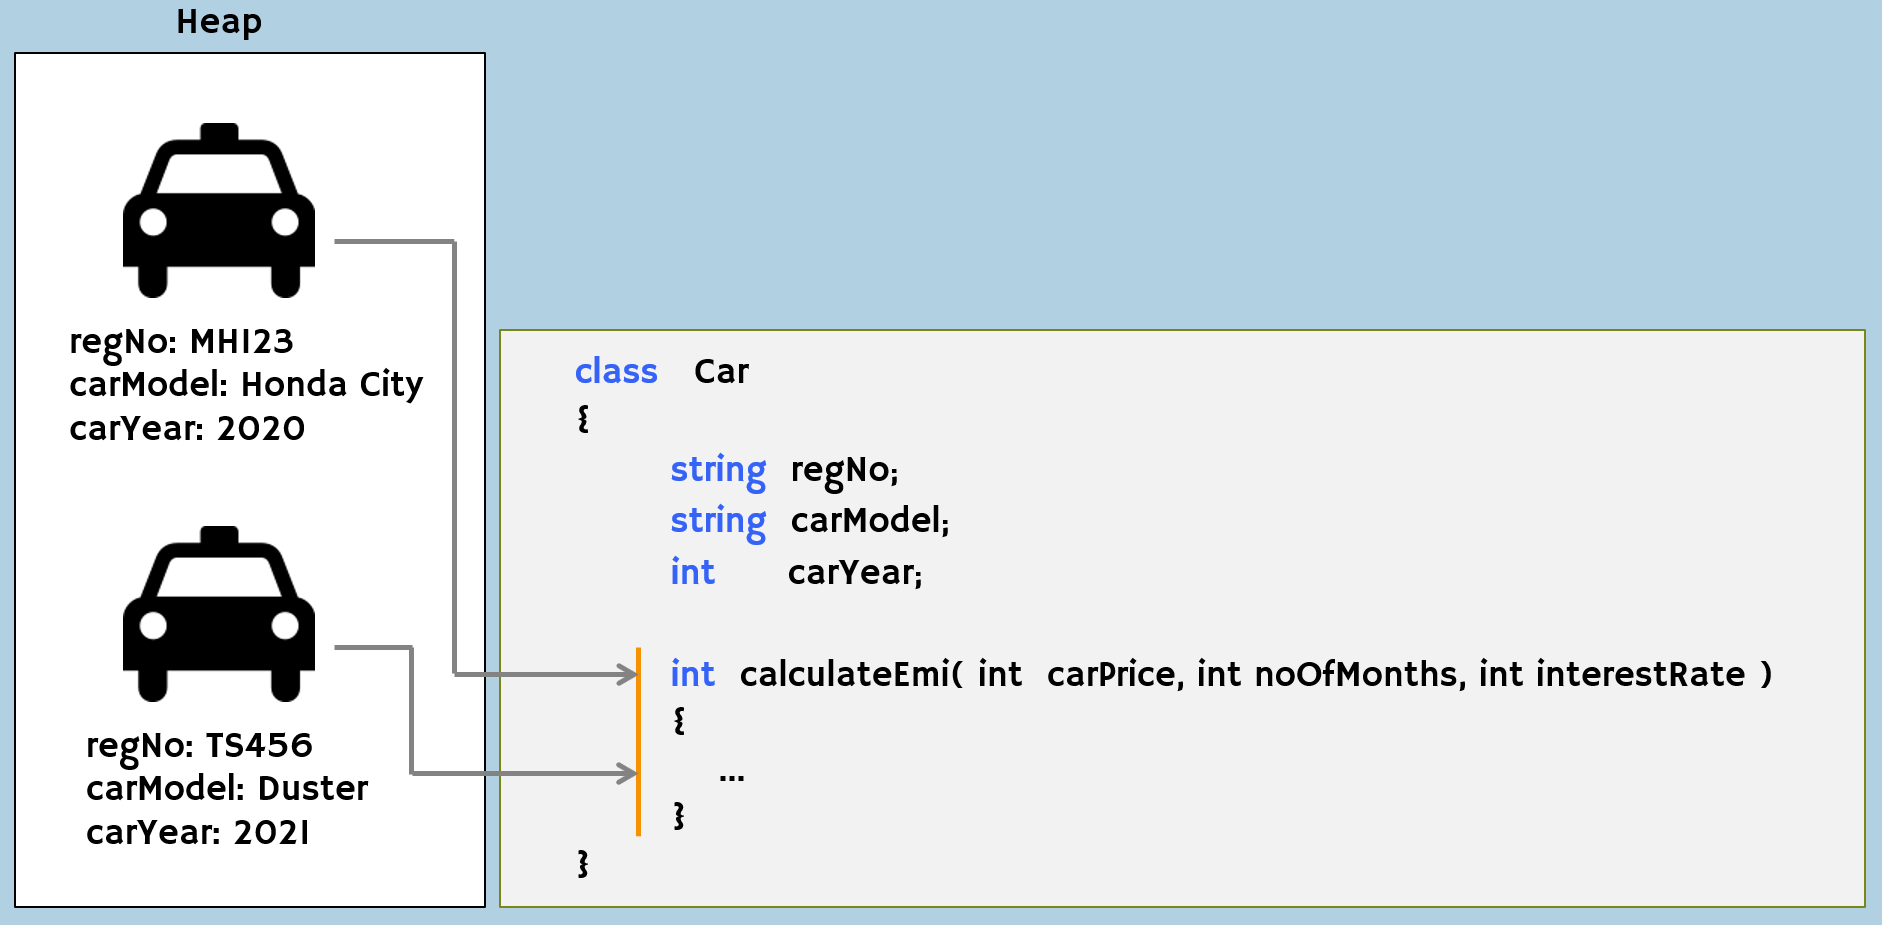 Heap
regNo: MH123
carModel: Honda City
carYear: 2020
regNo: TS456
carModel: Duster
carYear: 2021
class Car
{
string regNo;
string carModel;
int carYear;
int calculateEmi( int carPrice, int noOfMonths, int interestRate )
{
...
}
}